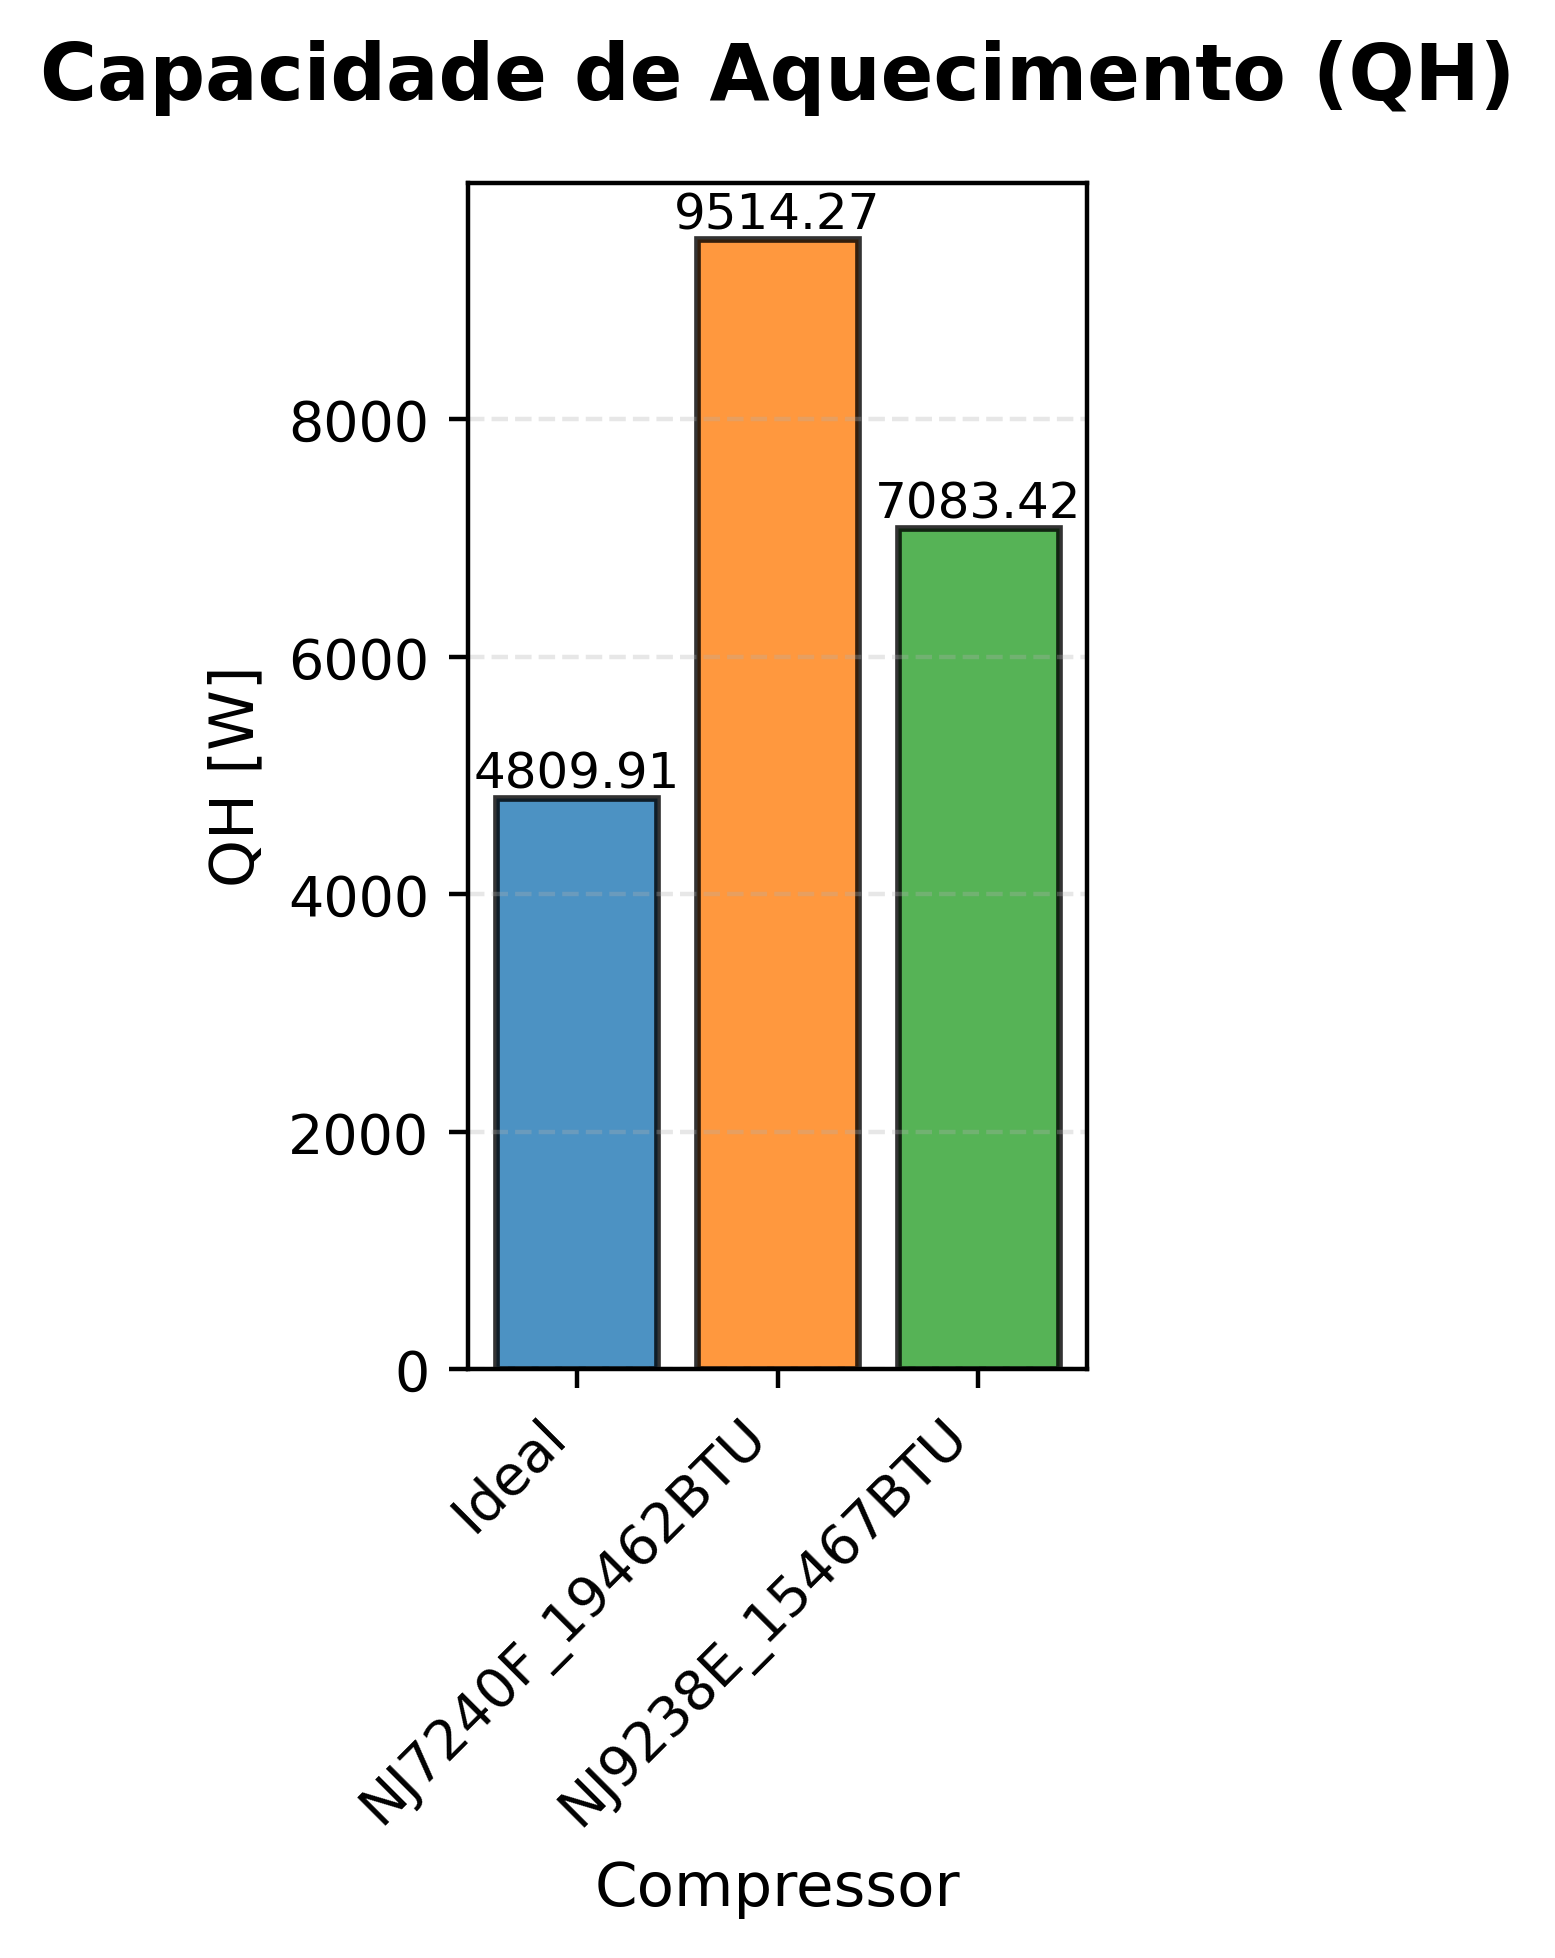 Capacidade de Aquecimento (QH)
9514.27
8000
7083.42
6000
4809.91
QH [W]
4000
2000
0
Ideal
NJ7240F_19462BTU
NJ9238E_15467BTU
Compressor